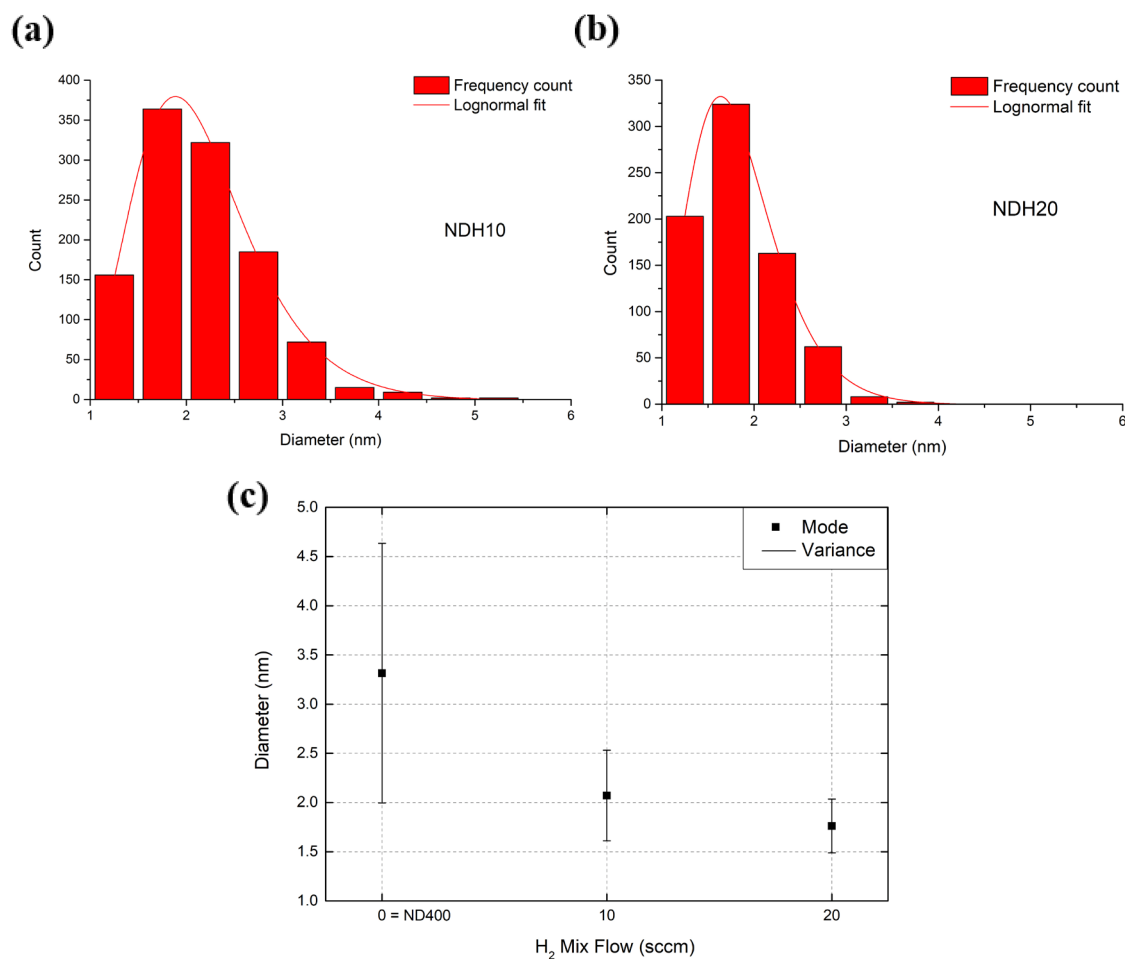 (a)
Frequency count
Lognormal fit
NDH10
Count
400
350
300
250
200
150
100
50
0
1 2 3 4 5 6
Diameter (nm)
(b)
Frequency count
Lognormal fit
NDH20
Count
350
300
250
200
150
100
50
0
1 2 3 4 5 6
Diameter (nm)
(c)
Mode
Variance
Diameter (nm)
5.0
4.5
4.0
3.5
3.0
2.5
2.0
1.5
1.0
0 = ND400 10 20
H₂ Mix Flow (sccm)